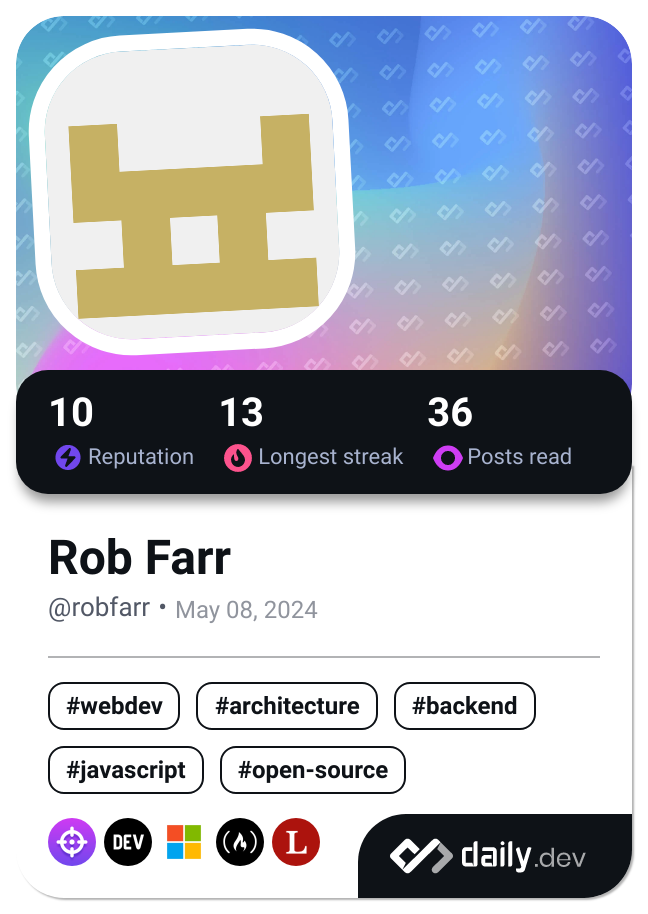 10 13 36
Reputation Longest streak Posts read
Rob Farr
@robfarr • May 08, 2024
#webdev #architecture #backend
#javascript #open-source
DEV L
daily.dev